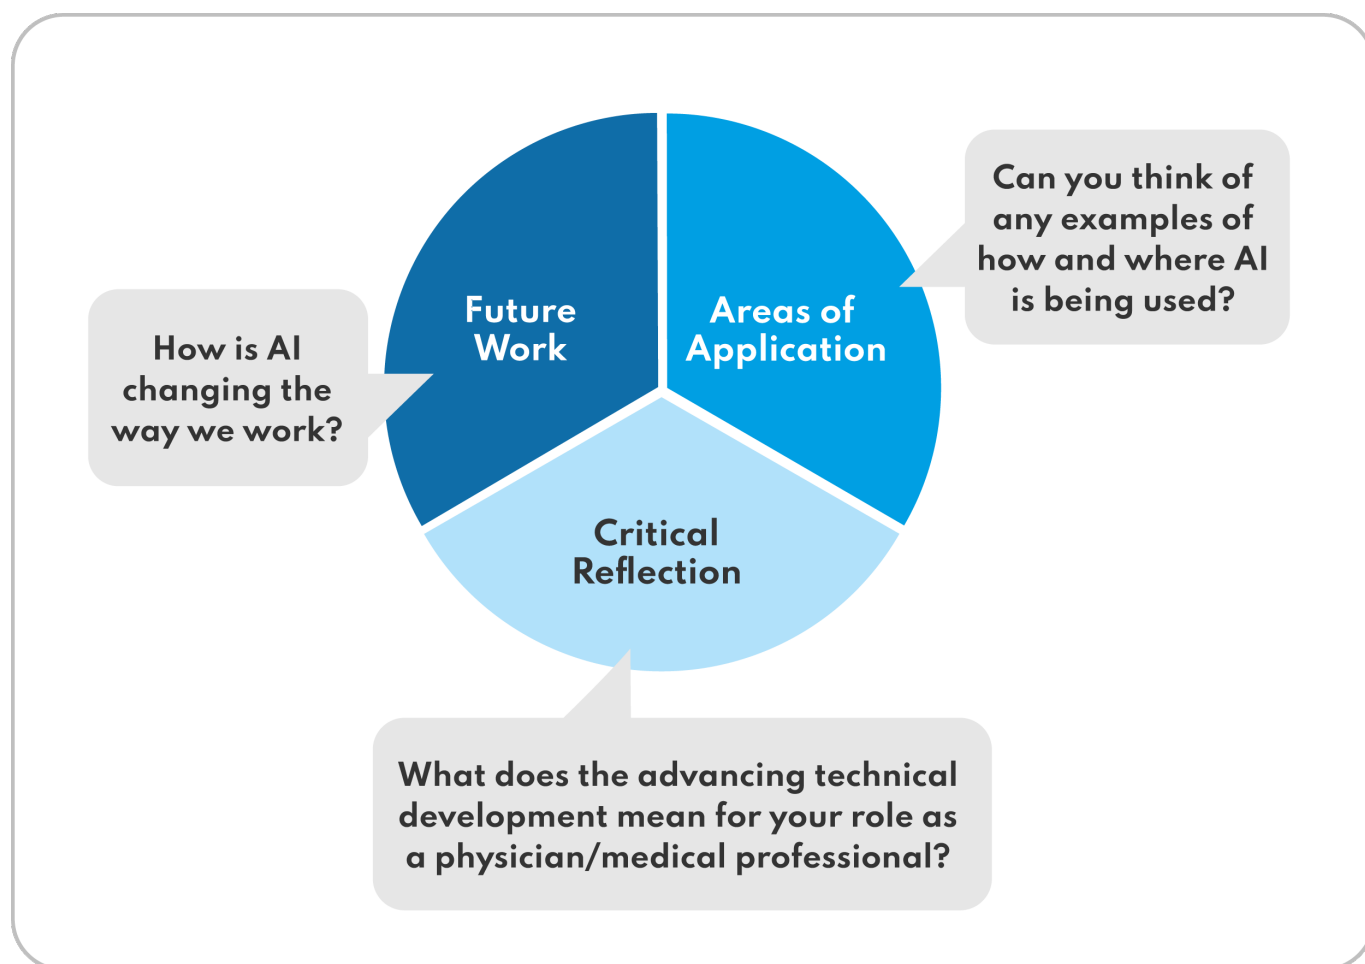 Future
Work
Areas of
Application
Critical
Reflection
Can you think of
any examples of
how and where AI
is being used?
How is AI
changing the
way we work?
What does the advancing technical
development mean for your role as
a physician/medical professional?